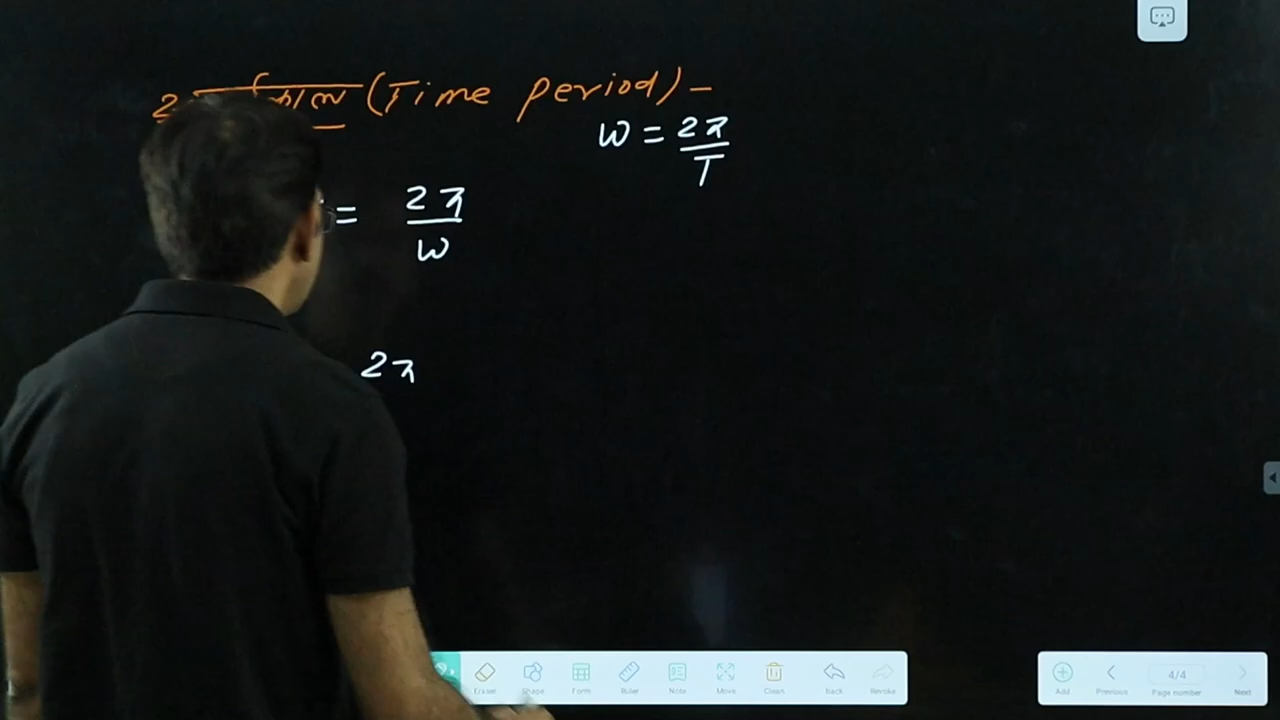 2 (Time period) –
ω = 2π
T
= 2π
ω
2π
Eraser Shape Form Ruler Note Move Clean back Revoke
Add Previous 4/4 Page number Next